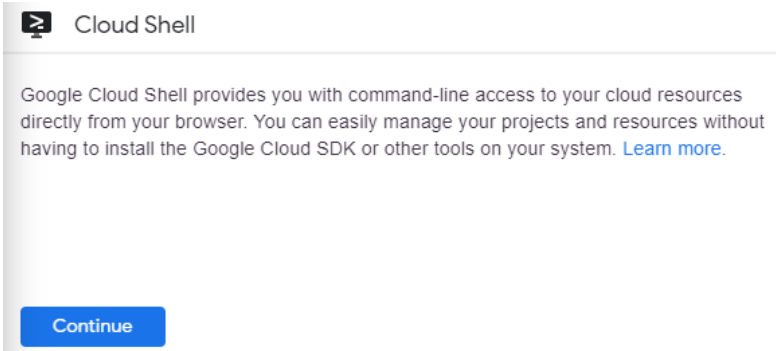 Cloud Shell
Google Cloud Shell provides you with command-line access to your cloud resources
directly from your browser. You can easily manage your projects and resources without
having to install the Google Cloud SDK or other tools on your system. Learn more.
Continue